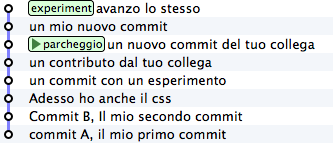 experiment avanzo lo stesso
un mio nuovo commit
parcheggio un nuovo commit del tuo collega
un contributo dal tuo collega
un commit con un esperimento
Adesso ho anche il css
Commit B, Il mio secondo commit
commit A, il mio primo commit